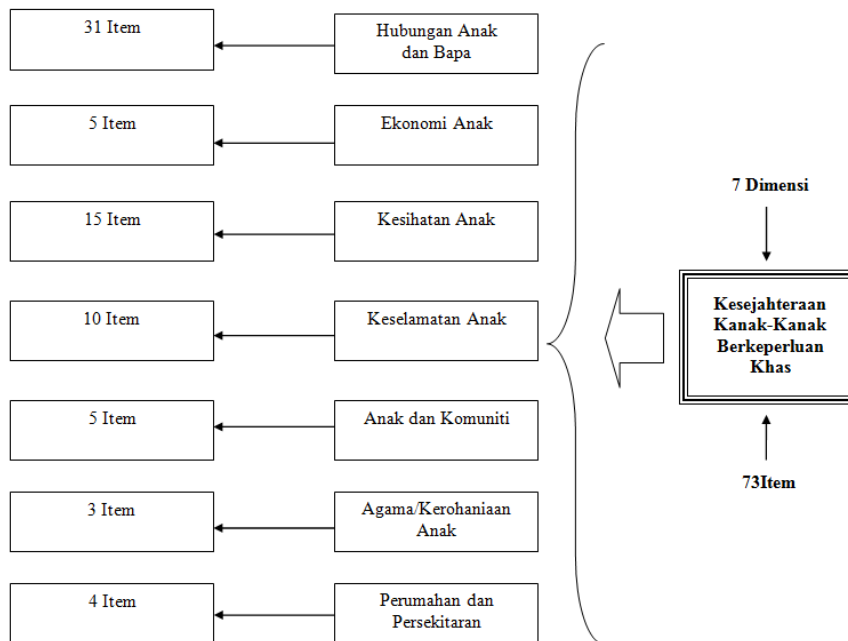 31 Item
Hubungan Anak
dan Bapa
5 Item
Ekonomi Anak
15 Item
Kesihatan Anak
10 Item
Keselamatan Anak
5 Item
Anak dan Komuniti
3 Item
Agama/Kerohaniaan
Anak
4 Item
Perumahan dan
Persekitaran
7 Dimensi
Kesejahteraan
Kanak-Kanak
Berkeperluan
Khas
73Item